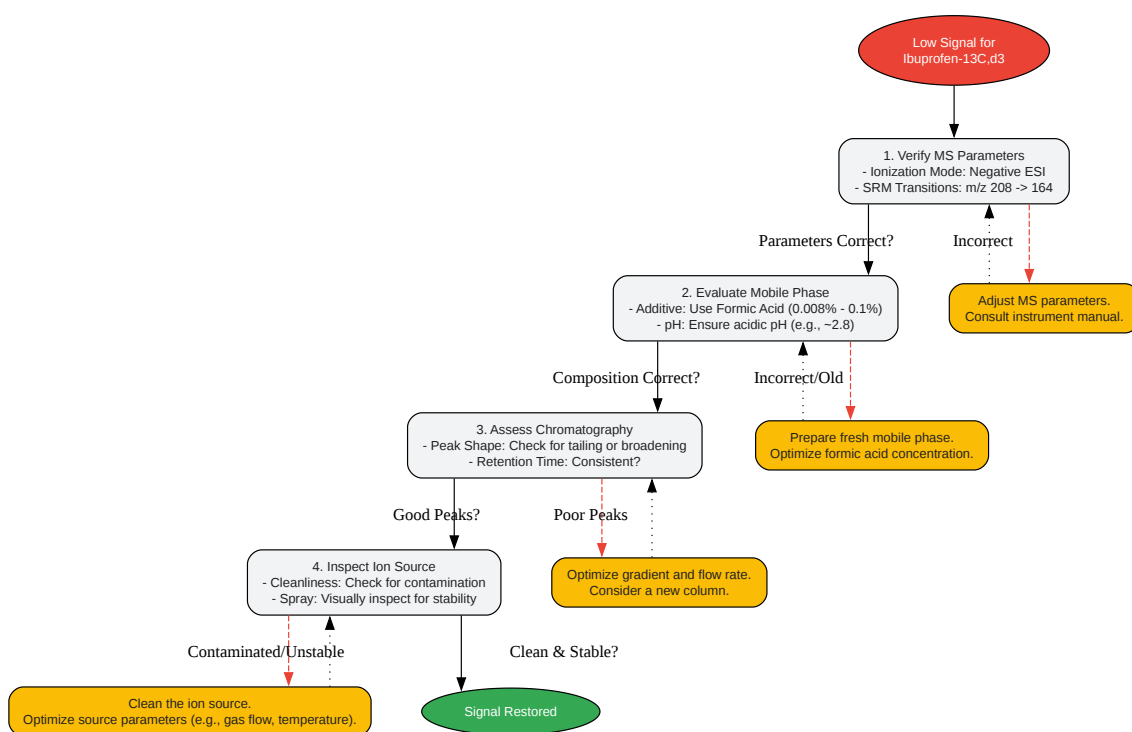 Low Signal for
Ibuprofen-13C,d3
1. Verify MS Parameters
- Ionization Mode: Negative ESI
- SRM Transitions: m/z 208 -> 164
Parameters Correct?
Incorrect
2. Evaluate Mobile Phase
- Additive: Use Formic Acid (0.008% - 0.1%)
- pH: Ensure acidic pH (e.g., ~2.8)
Adjust MS parameters.
Consult instrument manual.
Composition Correct?
Incorrect/Old
3. Assess Chromatography
- Peak Shape: Check for tailing or broadening
- Retention Time: Consistent?
Prepare fresh mobile phase.
Optimize formic acid concentration.
Good Peaks?
Poor Peaks
4. Inspect Ion Source
- Cleanliness: Check for contamination
- Spray: Visually inspect for stability
Optimize gradient and flow rate.
Consider a new column.
Contaminated/Unstable
Clean & Stable?
Clean the ion source.
Optimize source parameters (e.g., gas flow, temperature).
Signal Restored